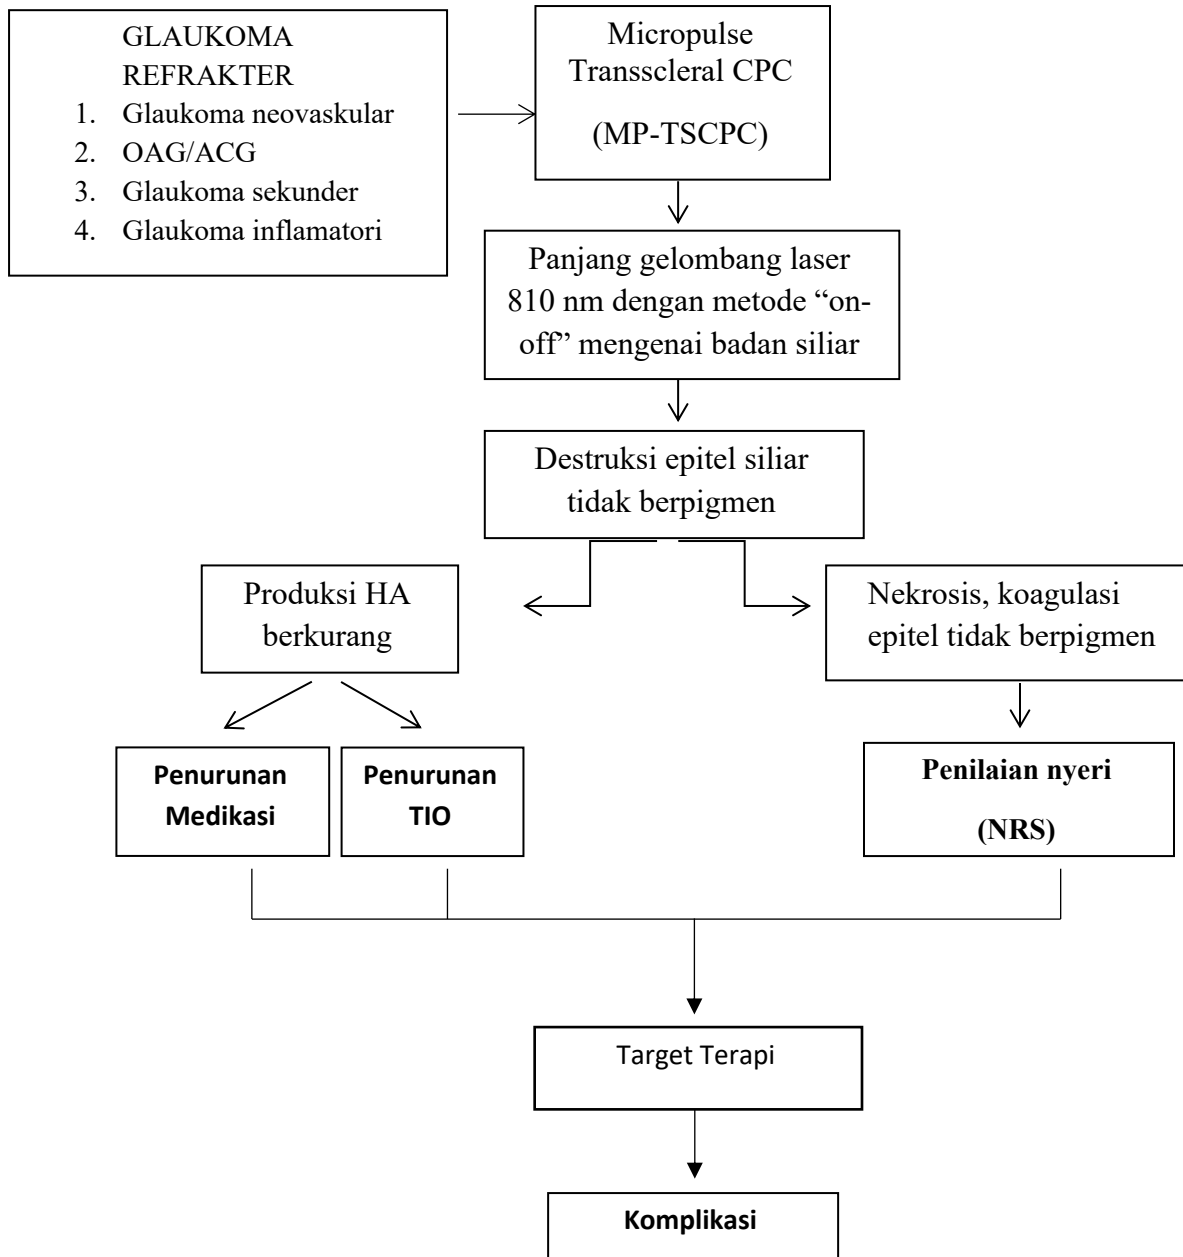 GLAUKOMA
REFRAKTER
1. Glaukoma neovaskular
2. OAG/ACG
3. Glaukoma sekunder
4. Glaukoma inflamatori
Micropulse
Transscleral CPC
(MP-TSCPC)
Panjang gelombang laser
810 nm dengan metode “on-
off” mengenai badan siliar
Destruksi epitel siliar
tidak berpigmen
Produksi HA
berkurang
Nekrosis, koagulasi
epitel tidak berpigmen
Penurunan
Medikasi
Penurunan
TIO
Penilaian nyeri
(NRS)
Target Terapi
Komplikasi